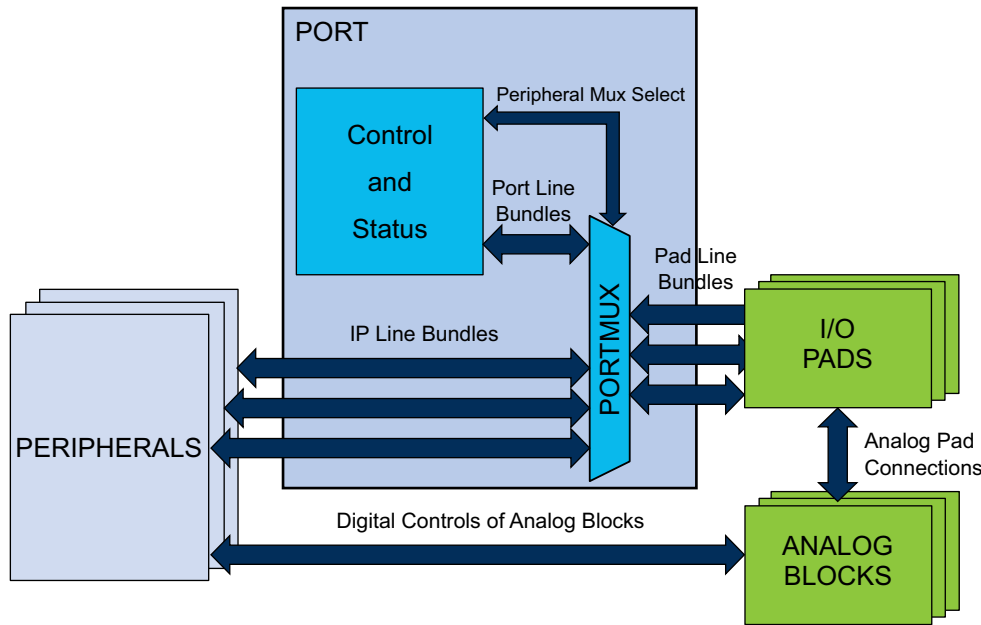 PORT
Peripheral Mux Select
Control
and
Status
Port Line
Bundles
Pad Line
Bundles
PORTMUX
I/O
PADS
IP Line Bundles
PERIPHERALS
Analog Pad
Connections
Digital Controls of Analog Blocks
ANALOG
BLOCKS